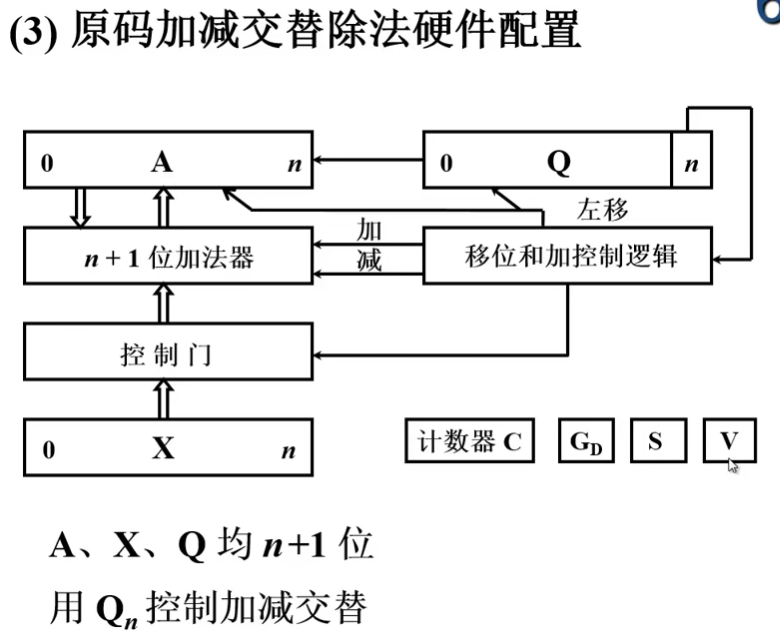 (3) 原码加减交替除法硬件配置
0 A n
0 Q n
左移
加
减
n + 1 位加法器
移位和加控制逻辑
控 制 门
0 X n
计数器 C
G_D
S
V
A、X、Q 均 n+1 位
用 Q_n 控制加减交替